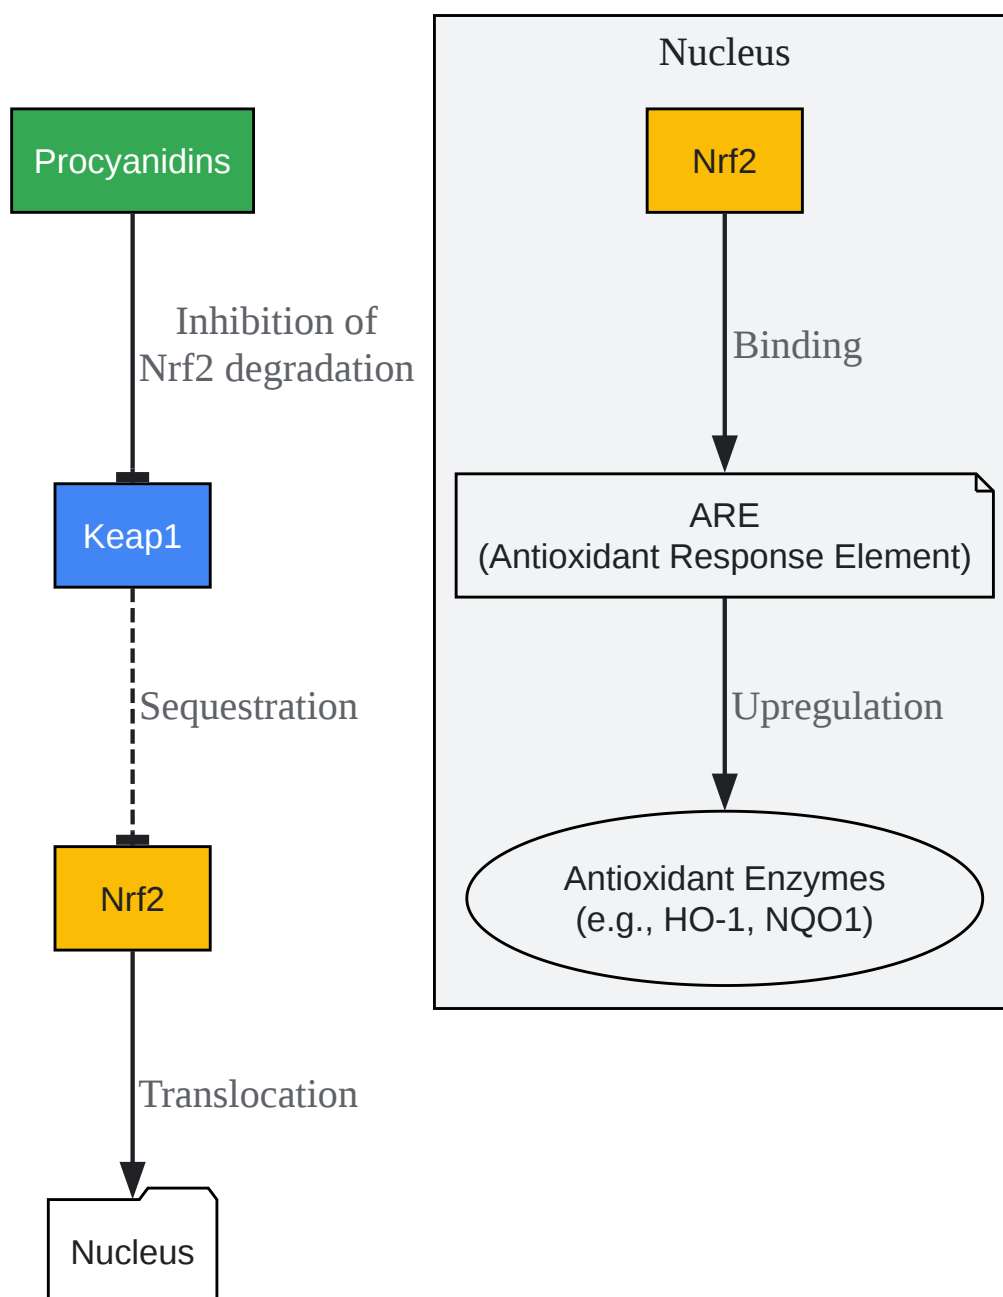 Procyanidins
Inhibition of
Nrf2 degradation
Keap1
Sequestration
Nrf2
Translocation
Nucleus
Nucleus
Nrf2
Binding
ARE
(Antioxidant Response Element)
Upregulation
Antioxidant Enzymes
(e.g., HO-1, NQO1)